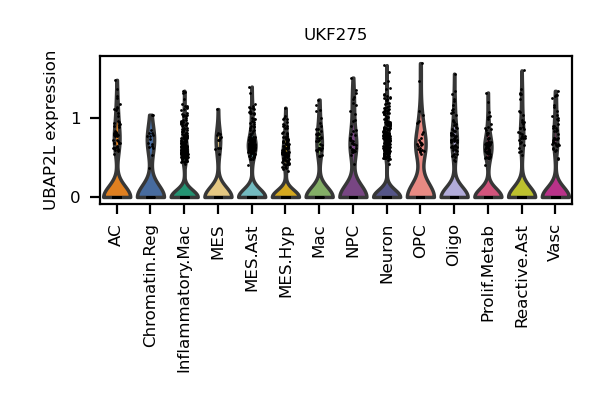 UKF275
UBAP2L expression
1
0
AC
Chromatin.Reg
Inflammatory.Mac
MES
MES.Ast
MES.Hyp
Mac
NPC
Neuron
OPC
Oligo
Prolif.Metab
Reactive.Ast
Vasc